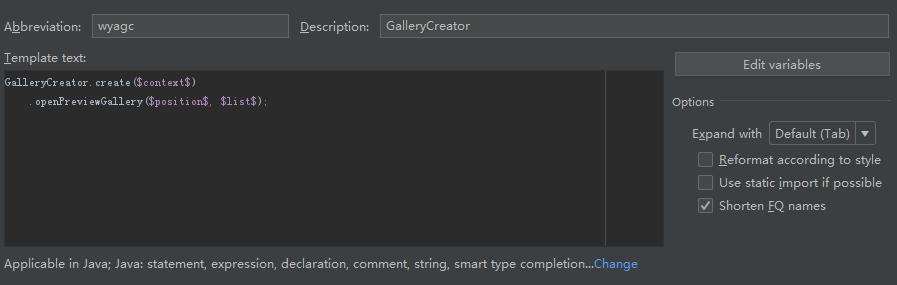 Abbreviation: wyagc Description: GalleryCreator
Template text:
GalleryCreator.create($context$)
.openPreviewGallery($position$, $list$);
Edit variables
Options
Expand with Default (Tab)
Reformat according to style
Use static import if possible
Shorten FQ names
Applicable in Java; Java: statement, expression, declaration, comment, string, smart type completion...Change